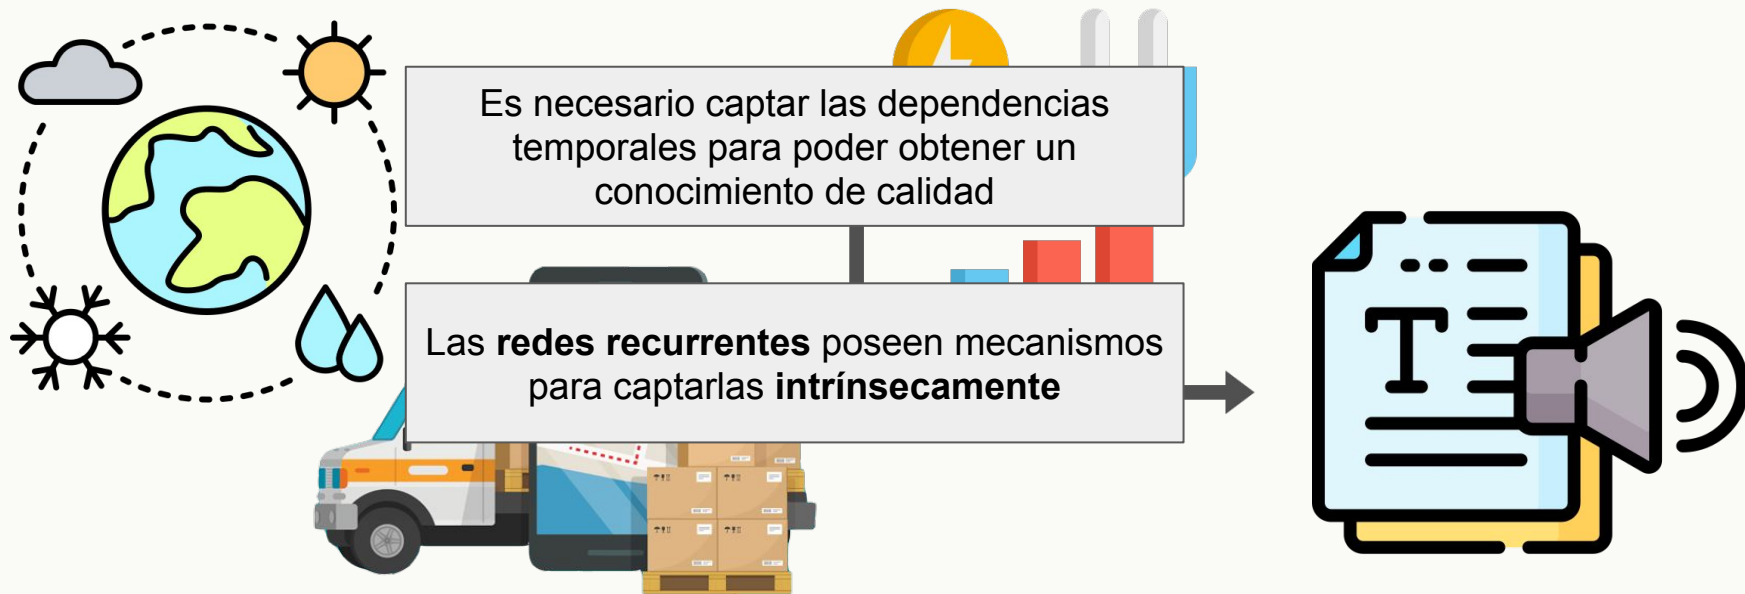 Es necesario captar las dependencias
temporales para poder obtener un
conocimiento de calidad
Las redes recurrentes poseen mecanismos
para captarlas intrínsecamente
T